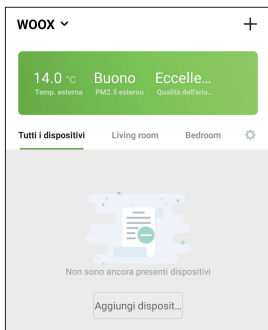 WOOX
14.0 °C Buono Eccelle...
Temp. esterna PM2.5 esterno Qualità dell'aria...
Tutti i dispositivi Living room Bedroom
Non sono ancora presenti dispositivi
Aggiungi disposit...